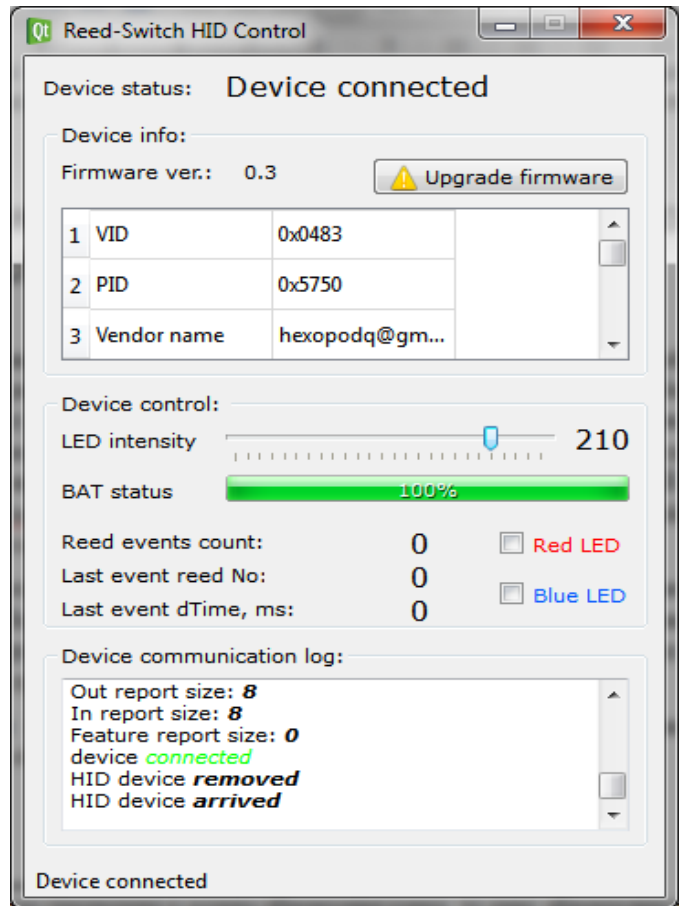 Qt Reed-Switch HID Control
Device status: Device connected
Device info:
Firmware ver.: 0.3 Upgrade firmware
1 VID 0x0483
2 PID 0x5750
3 Vendor name hexopodq@gm...
Device control:
LED intensity 210
BAT status 100%
Reed events count: 0 Red LED
Last event reed No: 0
Blue LED
Last event dTime, ms: 0
Device communication log:
Out report size: 8
In report size: 8
Feature report size: 0
device connected
HID device removed
HID device arrived
Device connected